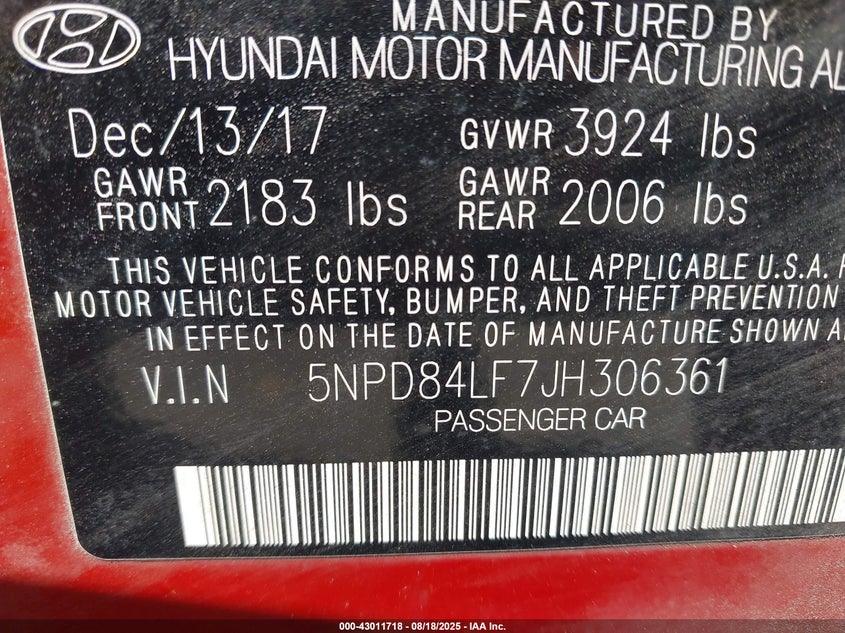 MANUFACTURED BY
HYUNDAI MOTOR MANUFACTURING AL
Dec/13/17 GVWR 3924 lbs
GAWR FRONT 2183 lbs GAWR REAR 2006 lbs
THIS VEHICLE CONFORMS TO ALL APPLICABLE U.S.A. F
MOTOR VEHICLE SAFETY, BUMPER, AND THEFT PREVENTION
IN EFFECT ON THE DATE OF MANUFACTURE SHOWN A
V.I.N 5NPD84LF7JH306361
PASSENGER CAR
000-43011718 - 08/18/2025 - IAA Inc.